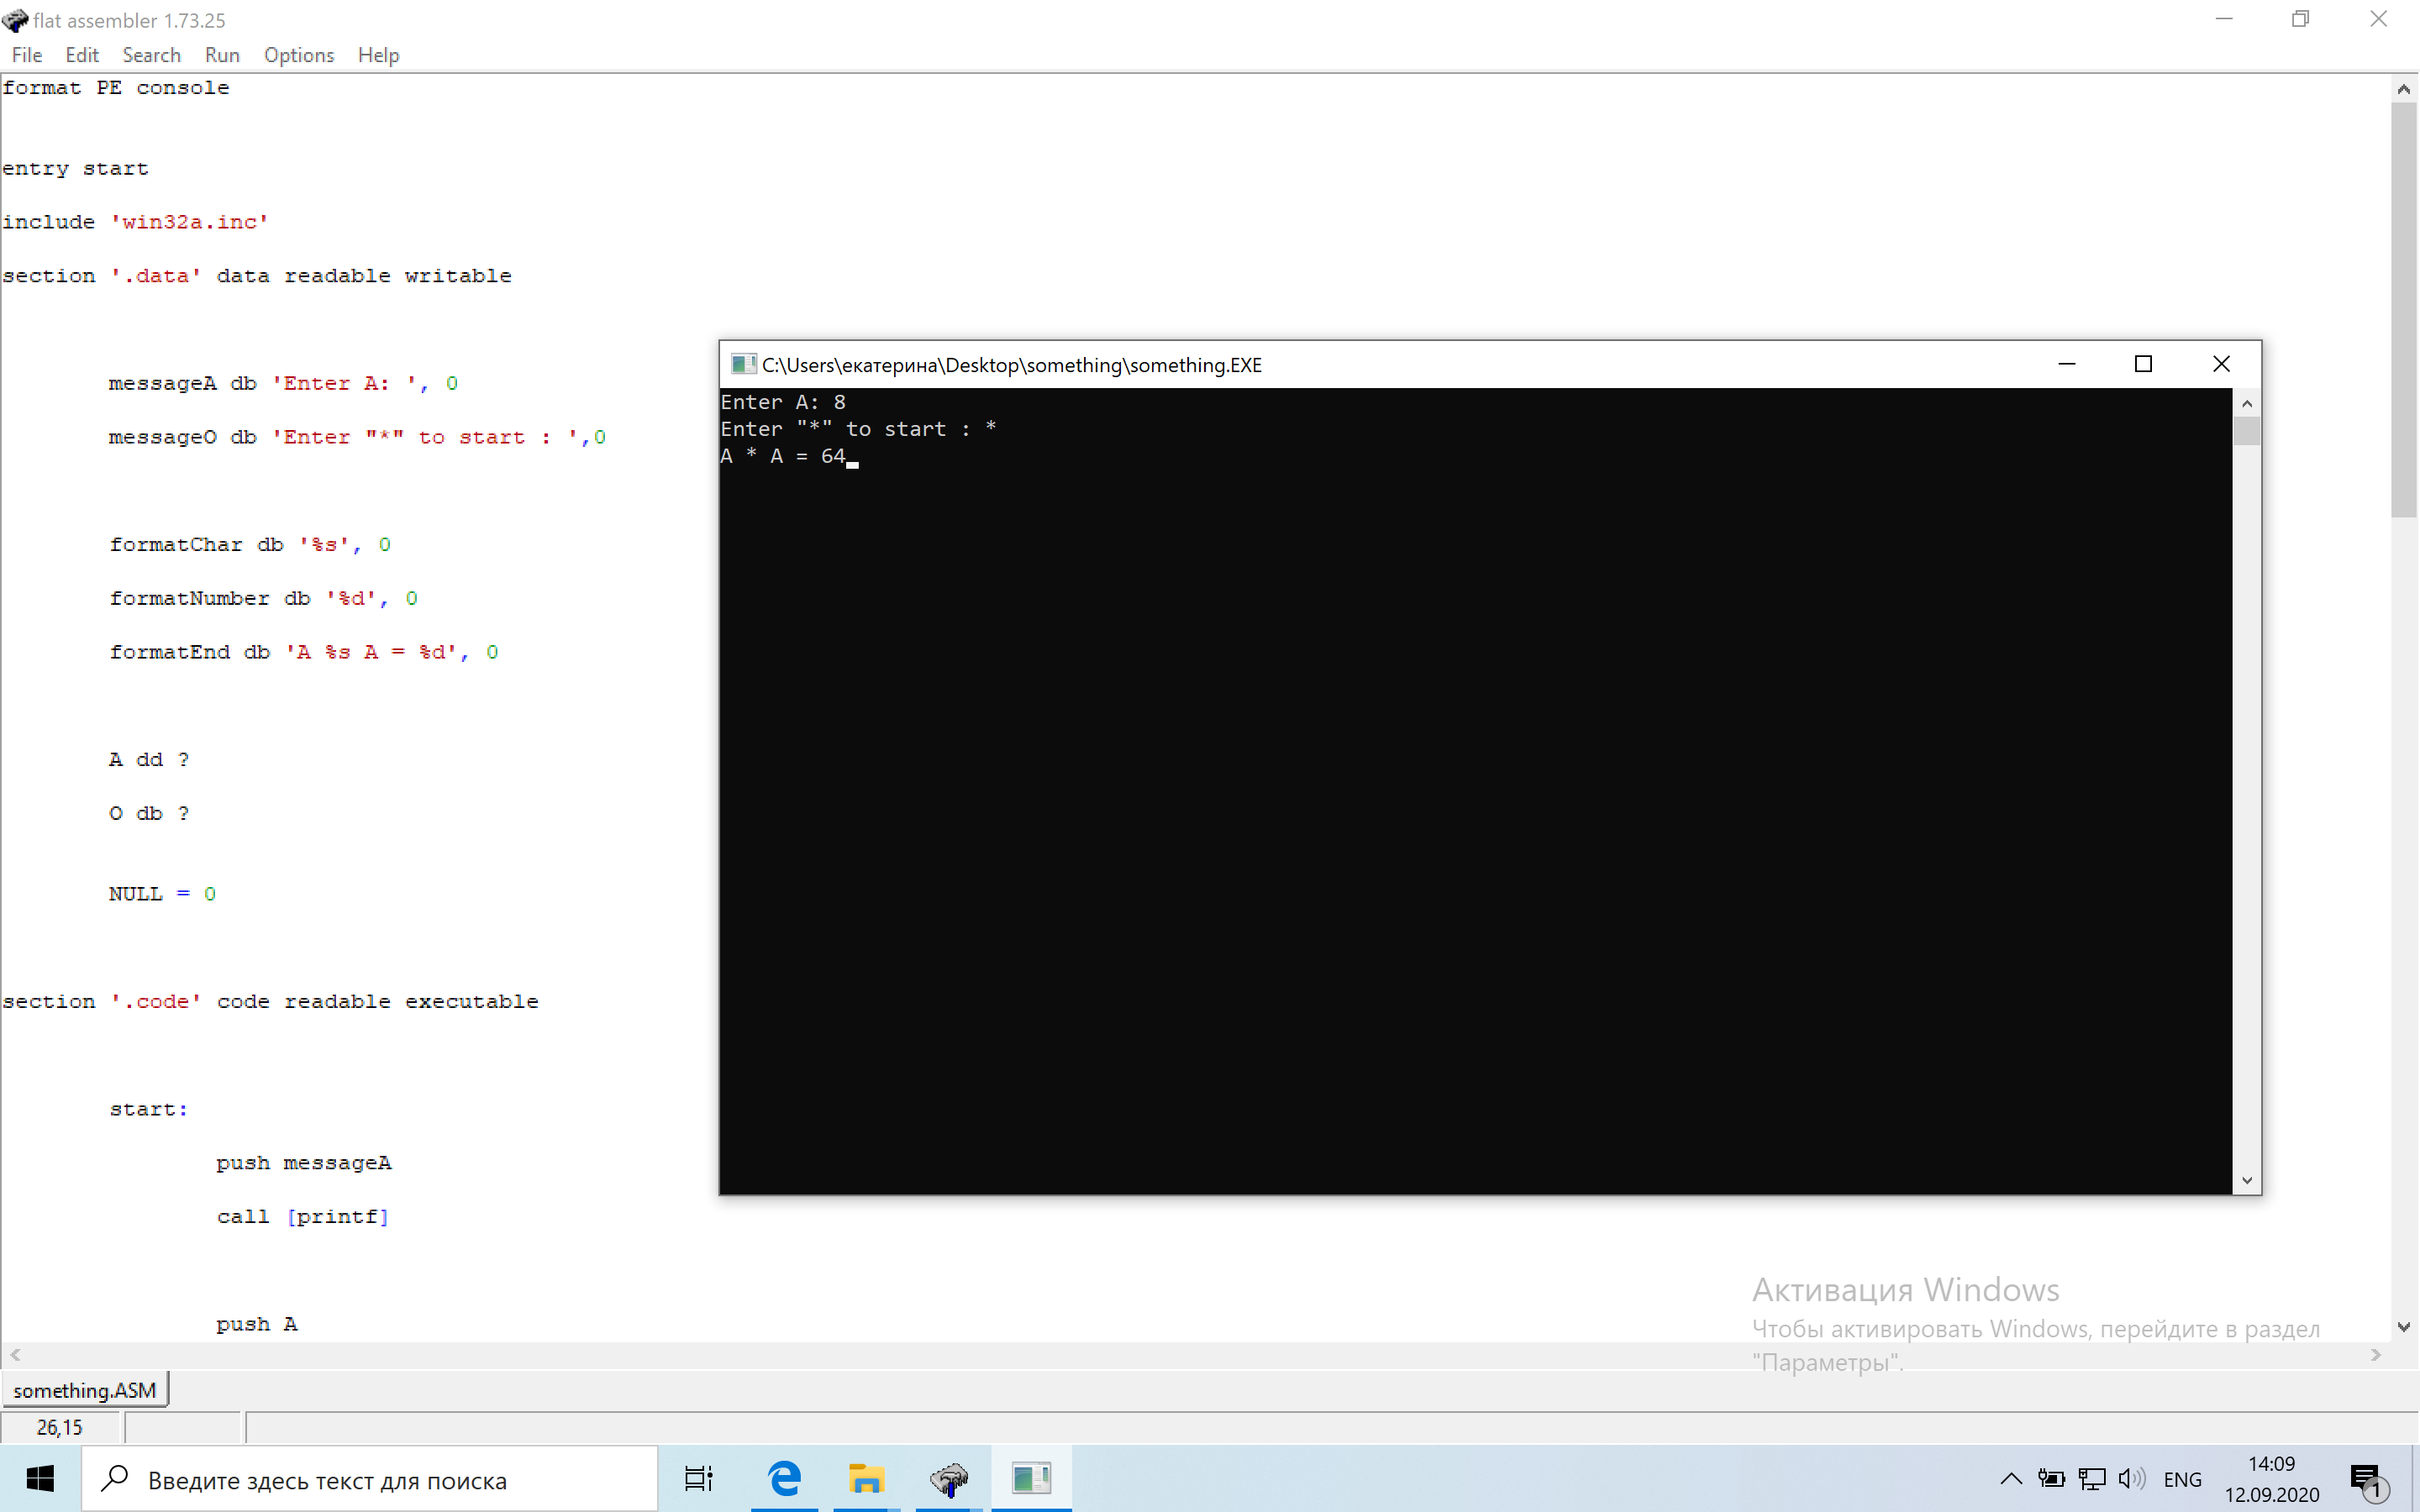 flat assembler 1.73.25
File Edit Search Run Options Help
format PE console
entry start
include 'win32a.inc'
section '.data' data readable writable
messageA db 'Enter A: ', 0
messageO db 'Enter "*" to start : ',0
formatChar db '%s', 0
formatNumber db '%d', 0
formatEnd db 'A %s A = %d', 0
A dd ?
O db ?
NULL = 0
section '.code' code readable executable
start:
push messageA
call [printf]
push A
C:\Users\екатерина\Desktop\something\something.EXE
Enter A: 8
Enter "*" to start : *
A * A = 64
Активация Windows
Чтобы активировать Windows, перейдите в раздел
"Параметры".
something.ASM
26,15
Введите здесь текст для поиска
ENG
14:09
12.09.2020
1